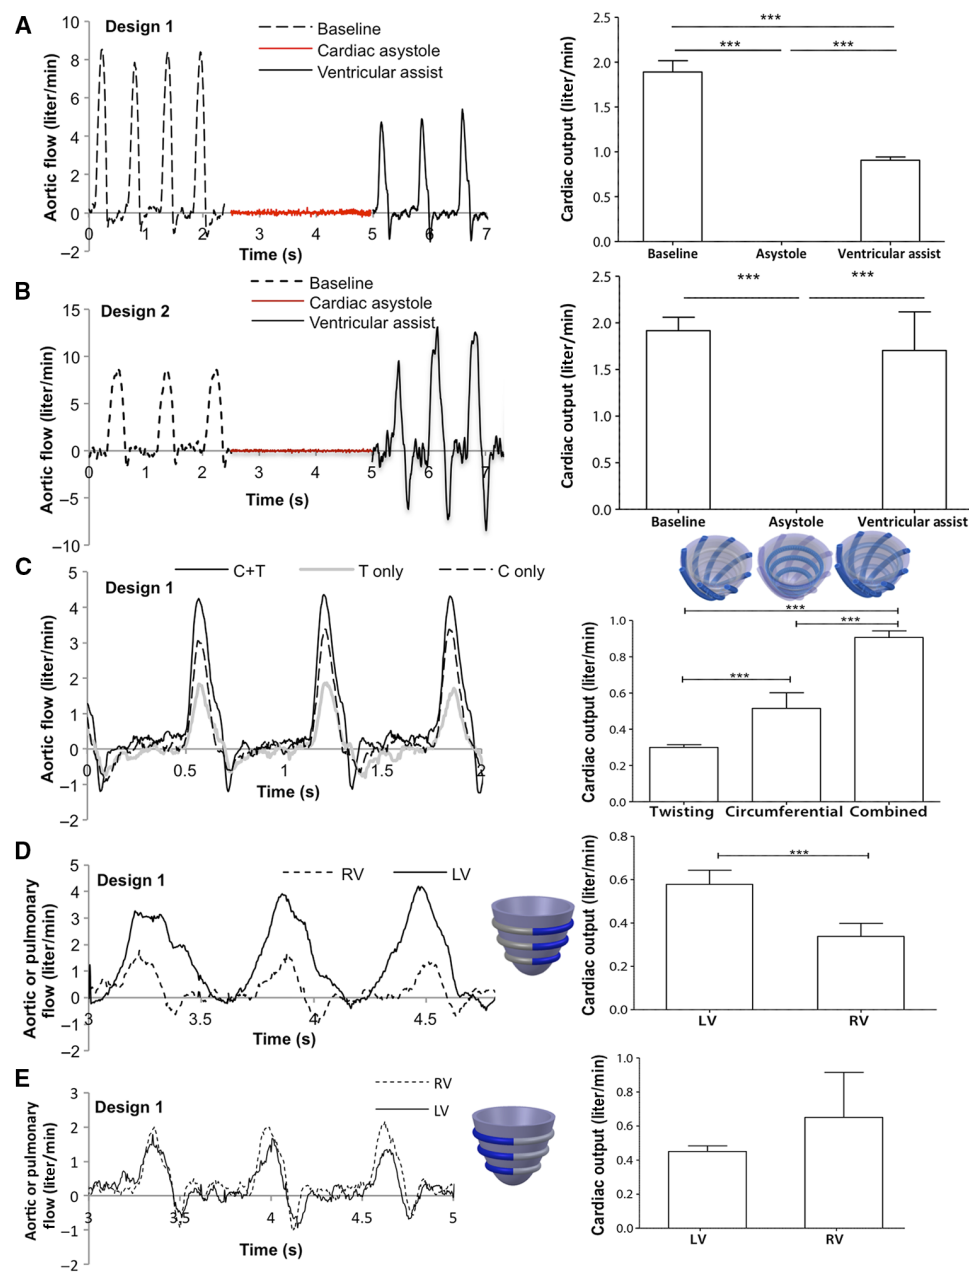 A
Design 1
Baseline
Cardiac asystole
Ventricular assist
Aortic flow (liter/min)
10
8
6
4
2
0
−2
0 1 2 3 4 5 6 7
Time (s)
Cardiac output (liter/min)
2.5
2.0
1.5
1.0
0.5
0.0
***
*** ***
Baseline Asystole Ventricular assist
B
Design 2
Baseline
Cardiac asystole
Ventricular assist
Aortic flow (liter/min)
15
10
5
0
−5
−10
0 1 2 3 4 5 6 7
Time (s)
Cardiac output (liter/min)
2.5
2.0
1.5
1.0
0.5
0.0
*** ***
Baseline Asystole Ventricular assist
C
Design 1
C+T T only C only
Aortic flow (liter/min)
5
4
3
2
1
0
−1
−2
0 0.5 1 1.5 2
Time (s)
Cardiac output (liter/min)
1.0
0.8
0.6
0.4
0.2
0.0
***
***
***
Twisting Circumferential Combined
D
Design 1
RV LV
Aortic or pulmonary
flow (liter/min)
5
4
3
2
1
0
−1
−2
3 3.5 4 4.5
Time (s)
Cardiac output (liter/min)
0.8
0.6
0.4
0.2
0.0
***
LV RV
E
Design 1
RV
LV
Aortic or pulmonary
flow (liter/min)
3
2
1
0
−1
−2
3 3.5 4 4.5 5
Time (s)
Cardiac output (liter/min)
1.0
0.8
0.6
0.4
0.2
0.0
LV RV